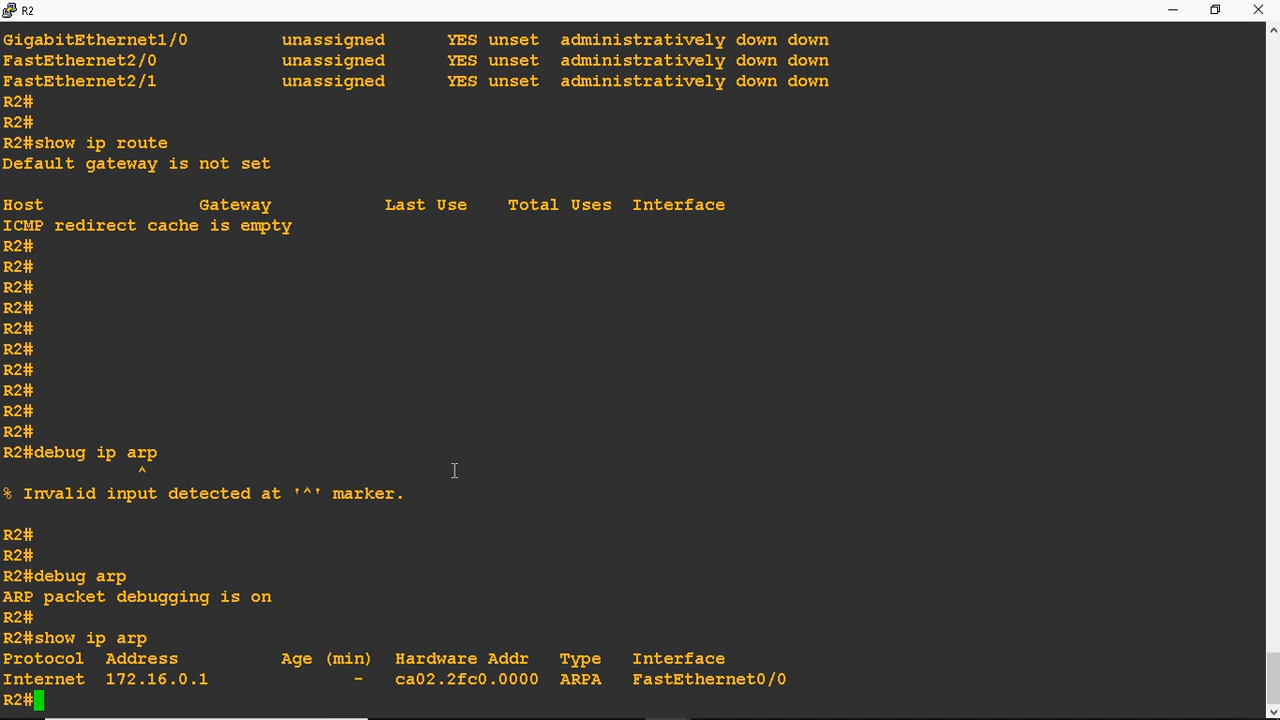 R2
GigabitEthernet1/0         unassigned      YES unset  administratively down down
FastEthernet2/0            unassigned      YES unset  administratively down down
FastEthernet2/1            unassigned      YES unset  administratively down down
R2#
R2#
R2#show ip route
Default gateway is not set
Host               Gateway           Last Use    Total Uses  Interface
ICMP redirect cache is empty
R2#
R2#
R2#
R2#
R2#
R2#
R2#
R2#
R2#
R2#
R2#debug ip arp
^
% Invalid input detected at '^' marker.
R2#
R2#
R2#debug arp
ARP packet debugging is on
R2#
R2#show ip arp
Protocol  Address          Age (min)  Hardware Addr   Type   Interface
Internet  172.16.0.1              -   ca02.2fc0.0000  ARPA   FastEthernet0/0
R2#